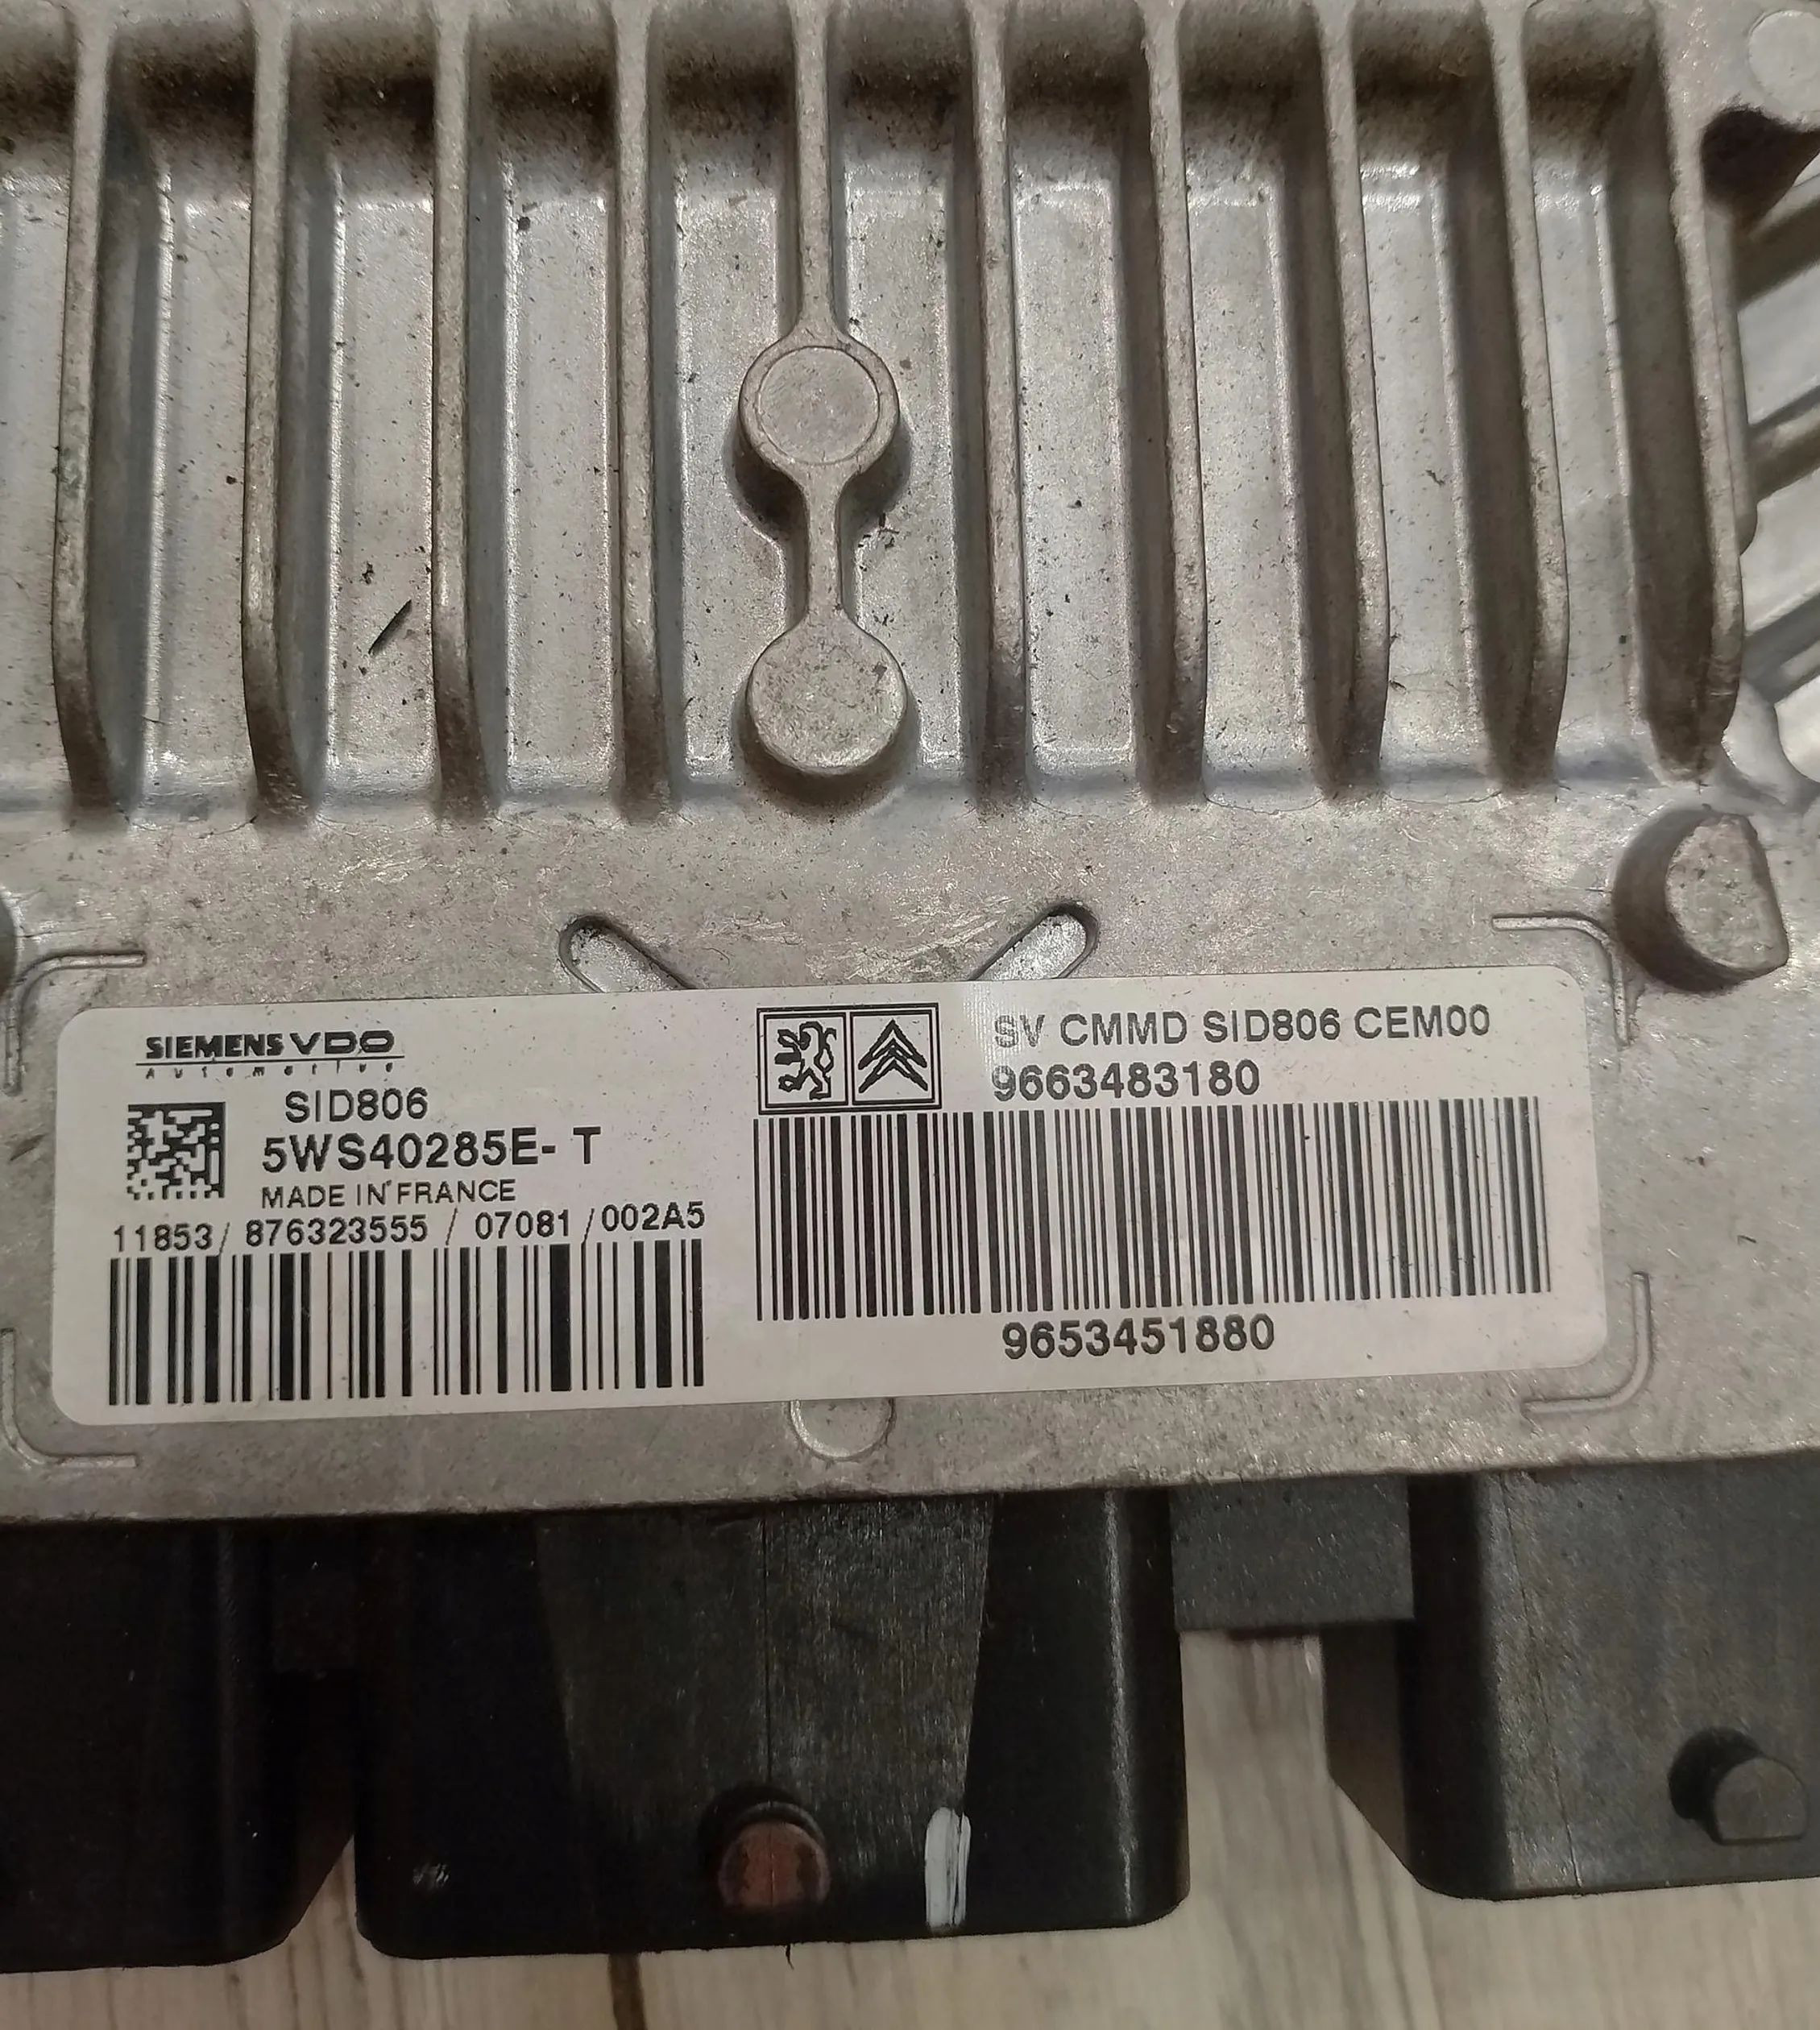 SIEMENS VDO
Automotive
SID806
5WS40285E- T
MADE IN FRANCE
11853 / 876323555 / 07081 / 002A5
SV CMMD SID806 CEM00
9663483180
9653451880